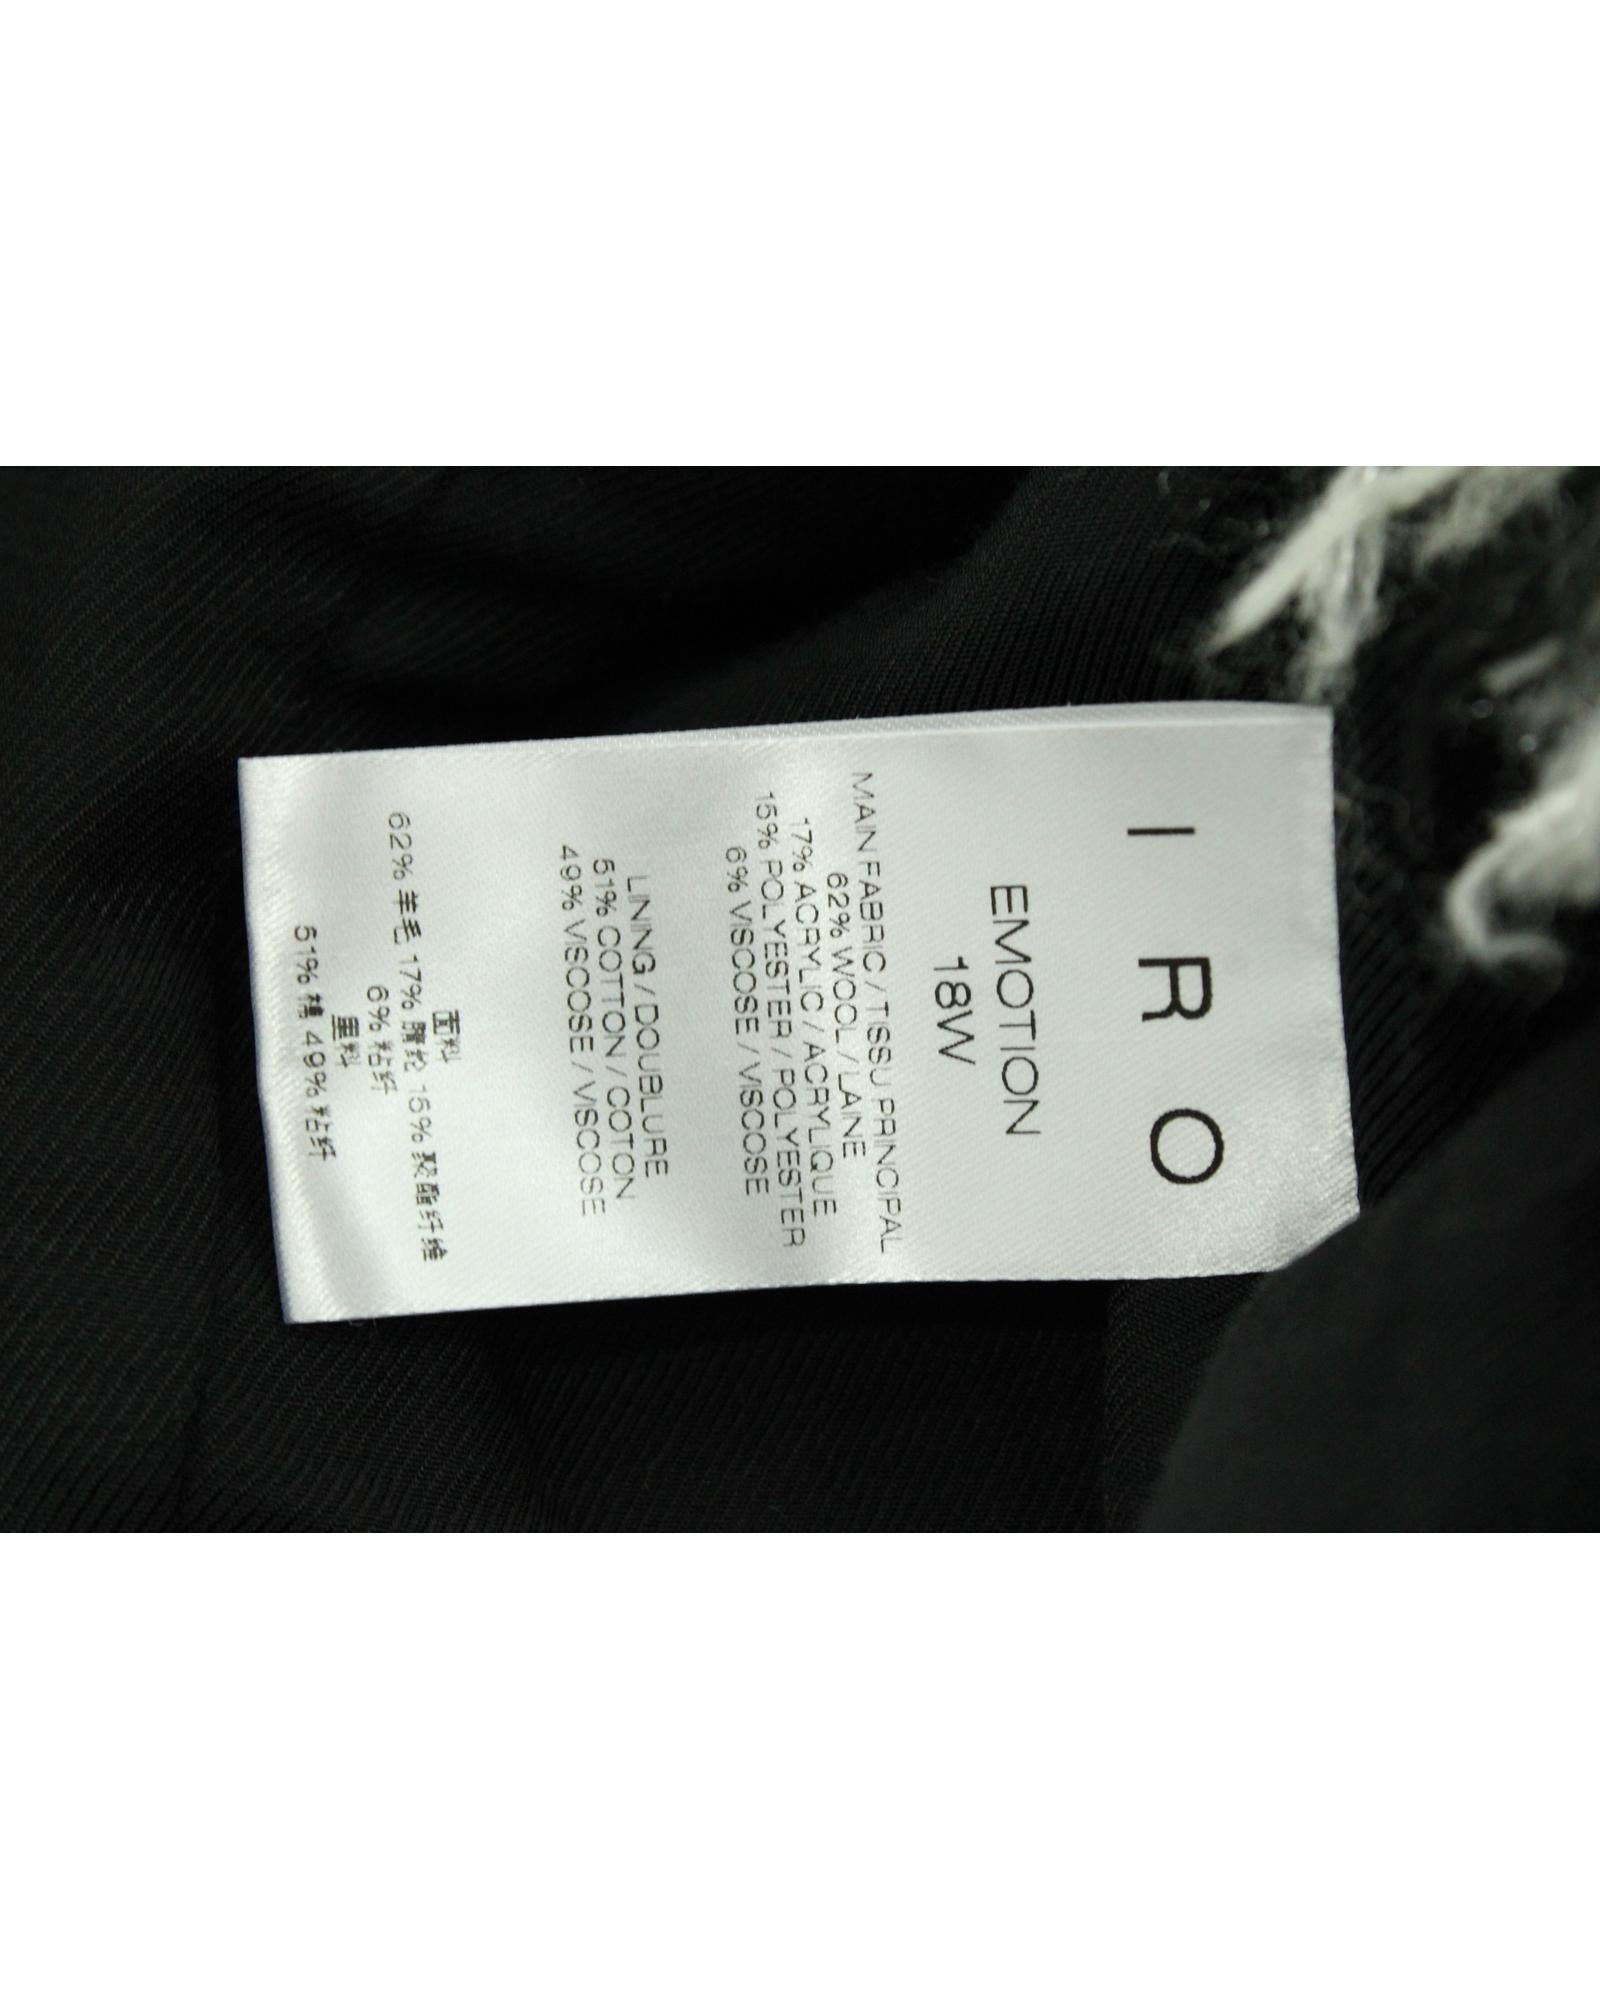 I R O
EMOTION
18W
MAIN FABRIC / TISSU PRINCIPAL
62% WOOL / LAINE
17% ACRYLIC / ACRYLIQUE
15% POLYESTER / POLYESTER
6% VISCOSE / VISCOSE
LINING / DOUBLURE
51% COTTON / COTON
49% VISCOSE / VISCOSE
面料
62% 羊毛 17% 腈纶 15% 聚酯纤维
6% 粘纤
里料
51% 棉 49% 粘纤